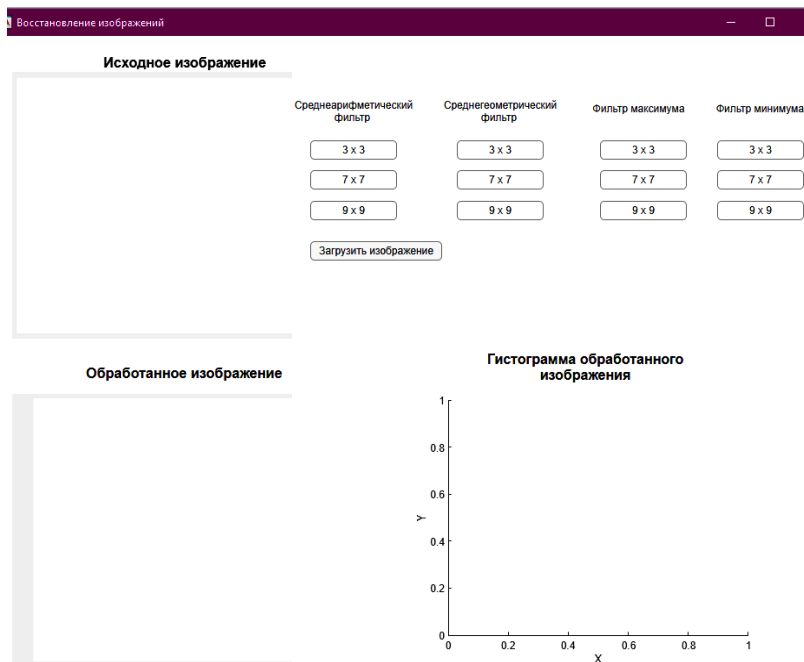 Восстановление изображений
Исходное изображение
Среднеарифметический
фильтр
Среднегеометрический
фильтр
Фильтр максимума
Фильтр минимума
3 x 3
3 x 3
3 x 3
3 x 3
7 x 7
7 x 7
7 x 7
7 x 7
9 x 9
9 x 9
9 x 9
9 x 9
Загрузить изображение
Обработанное изображение
Гистограмма обработанного
изображения
1
0.8
0.6
Y
0.4
0.2
0
0
0.2
0.4
0.6
0.8
1
X